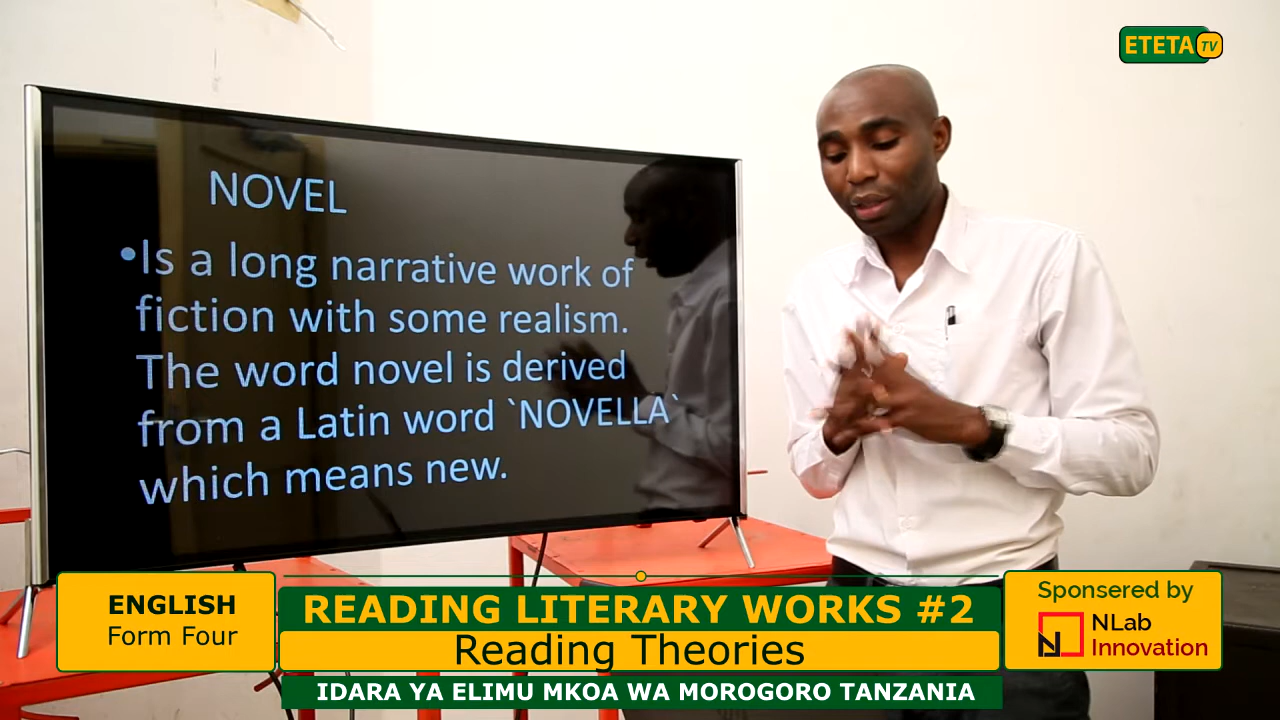 ETETA TV
NOVEL
•Is a long narrative work of
fiction with some realism.
The word novel is derived
from a Latin word `NOVELLA`
which means new.
ENGLISH
Form Four
READING LITERARY WORKS #2
Reading Theories
IDARA YA ELIMU MKOA WA MOROGORO TANZANIA
Sponsered by
N
NLab
Innovation